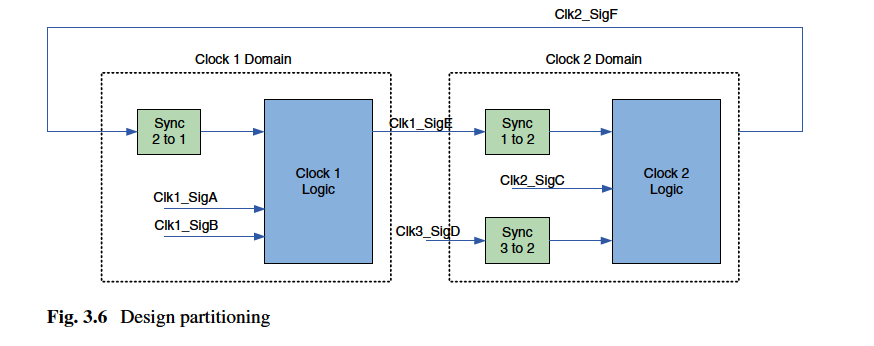 Clk2_SigF
Clock 1 Domain
Clock 2 Domain
Sync
2 to 1
Clk1_SigE
Sync
1 to 2
Clock 1
Logic
Clk2_SigC
Clock 2
Logic
Clk1_SigA
Clk1_SigB
Clk3_SigD
Sync
3 to 2
Fig. 3.6 Design partitioning